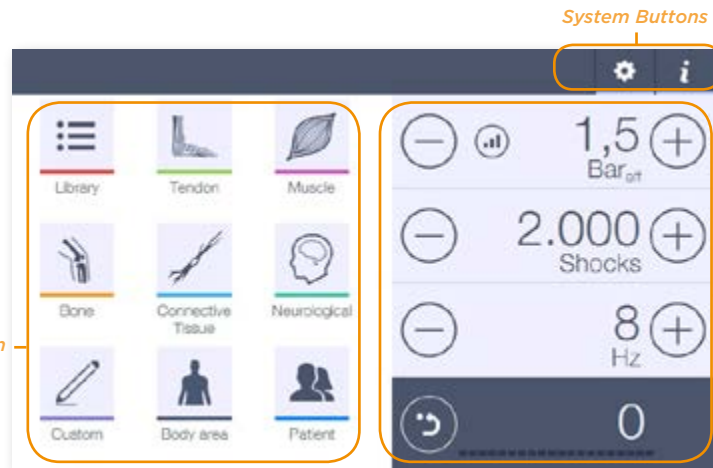 System Buttons
i
Library
Tendon
Muscle
1,5
Bar eff
2.000
Shocks
Bone
Connective
Tissue
Neurological
8
Hz
Custom
Body area
Patient
0